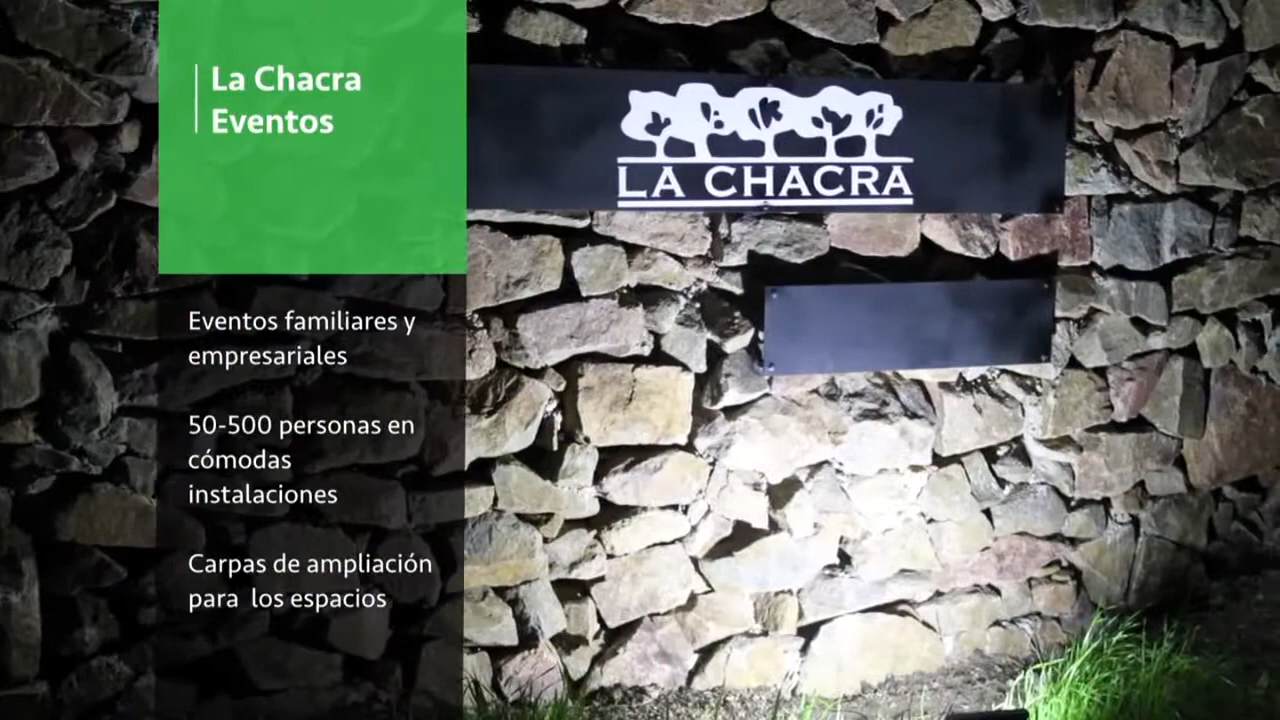 La Chacra
Eventos
LA CHACRA
Eventos familiares y
empresariales
50-500 personas en
cómodas
instalaciones
Carpas de ampliación
para  los espacios